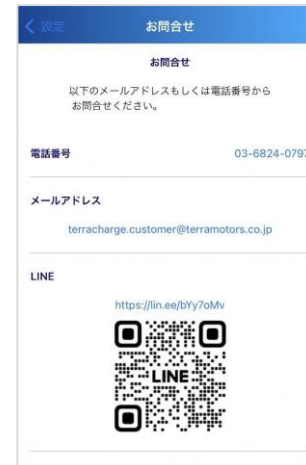 設定
お問合せ
お問合せ
以下のメールアドレスもしくは電話番号から
お問合せください。
電話番号
03-6824-0797
メールアドレス
terracharge.customer@terramotors.co.jp
LINE
https://lin.ee/bYy7oMv
LINE